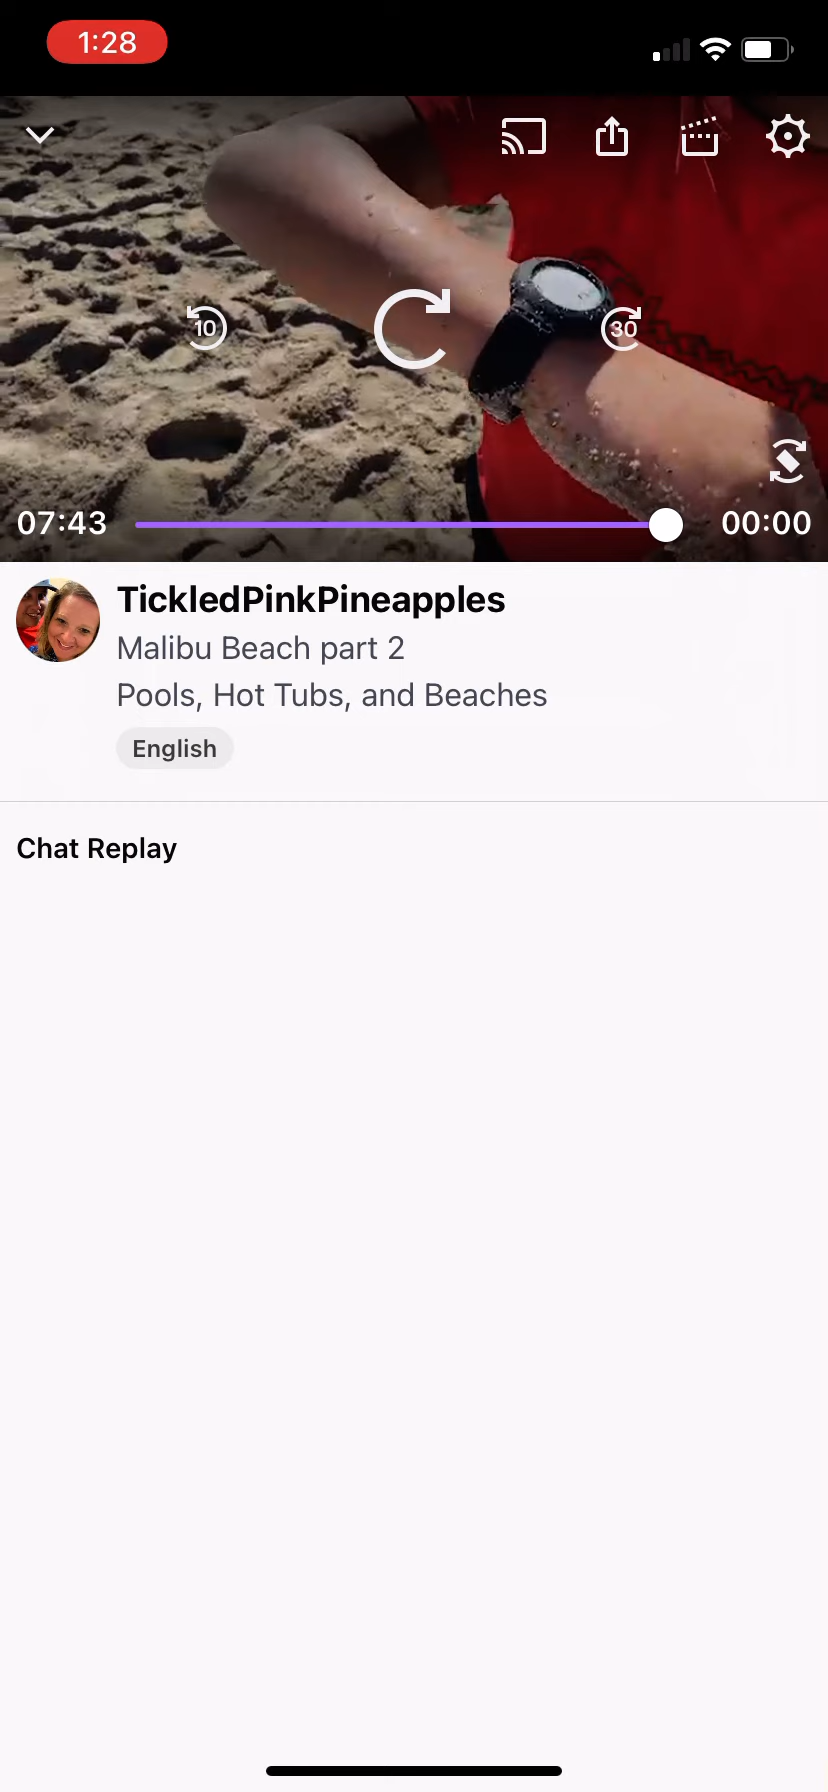 1:28
10
30
07:43
00:00
TickledPinkPineapples
Malibu Beach part 2
Pools, Hot Tubs, and Beaches
English
Chat Replay